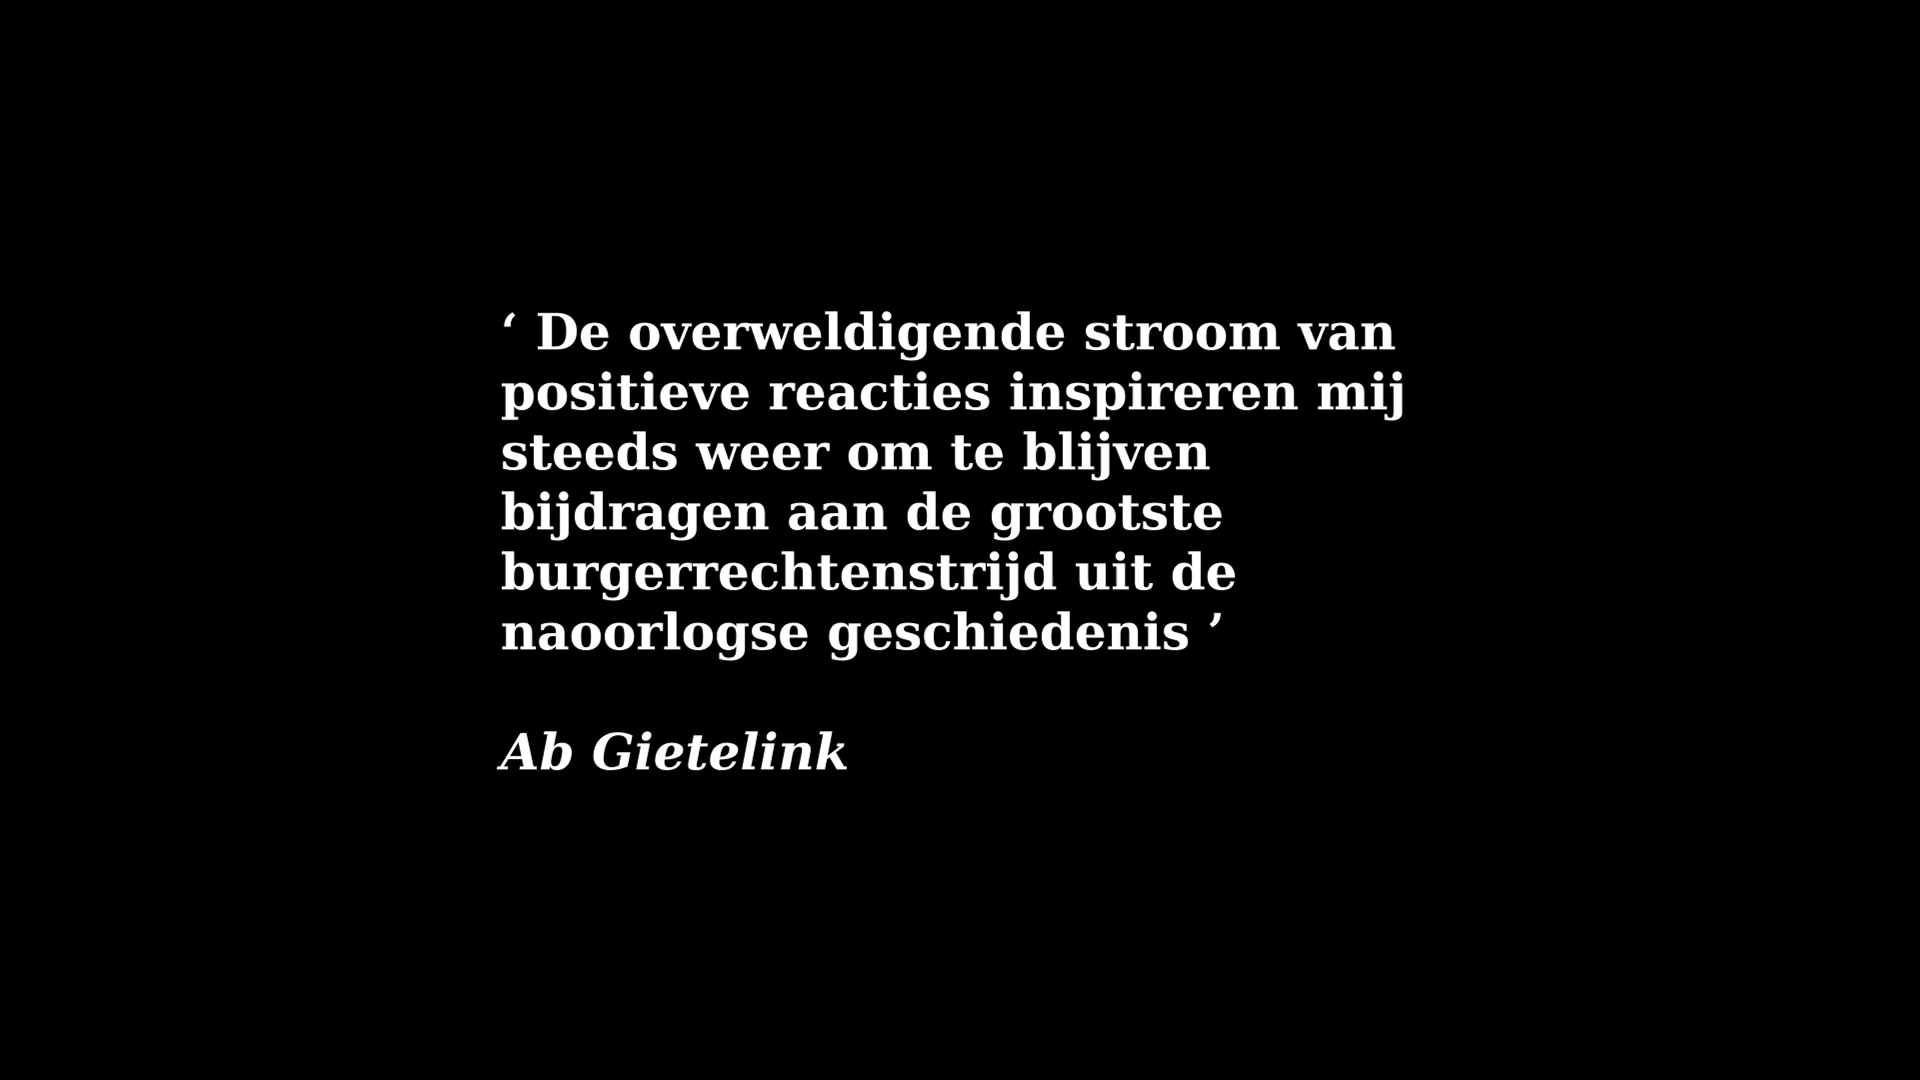 ‘ De overweldigende stroom van
positieve reacties inspireren mij
steeds weer om te blijven
bijdragen aan de grootste
burgerrechtenstrijd uit de
naoorlogse geschiedenis ’
Ab Gietelink